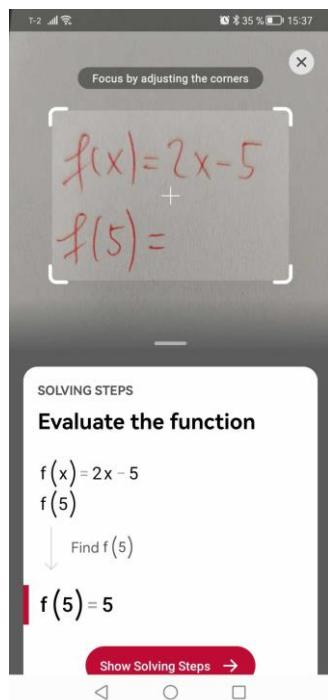 T-2 35 % 15:37
Focus by adjusting the corners
f(x)=2x-5
f(5)=
SOLVING STEPS
Evaluate the function
f(x)=2x-5
f(5)
Find f(5)
f(5)=5
Show Solving Steps →